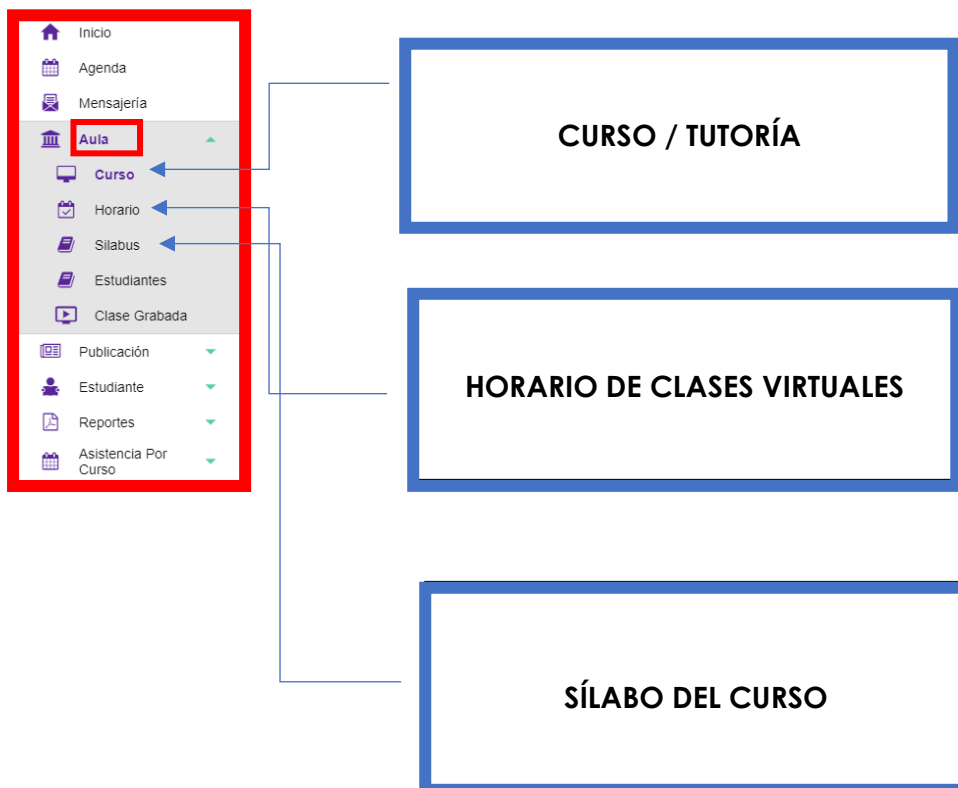 Inicio
Agenda
Mensajería
Aula
Curso
Horario
Silabus
Estudiantes
Clase Grabada
Publicación
Estudiante
Reportes
Asistencia Por
Curso
CURSO / TUTORÍA
HORARIO DE CLASES VIRTUALES
SÍLABO DEL CURSO